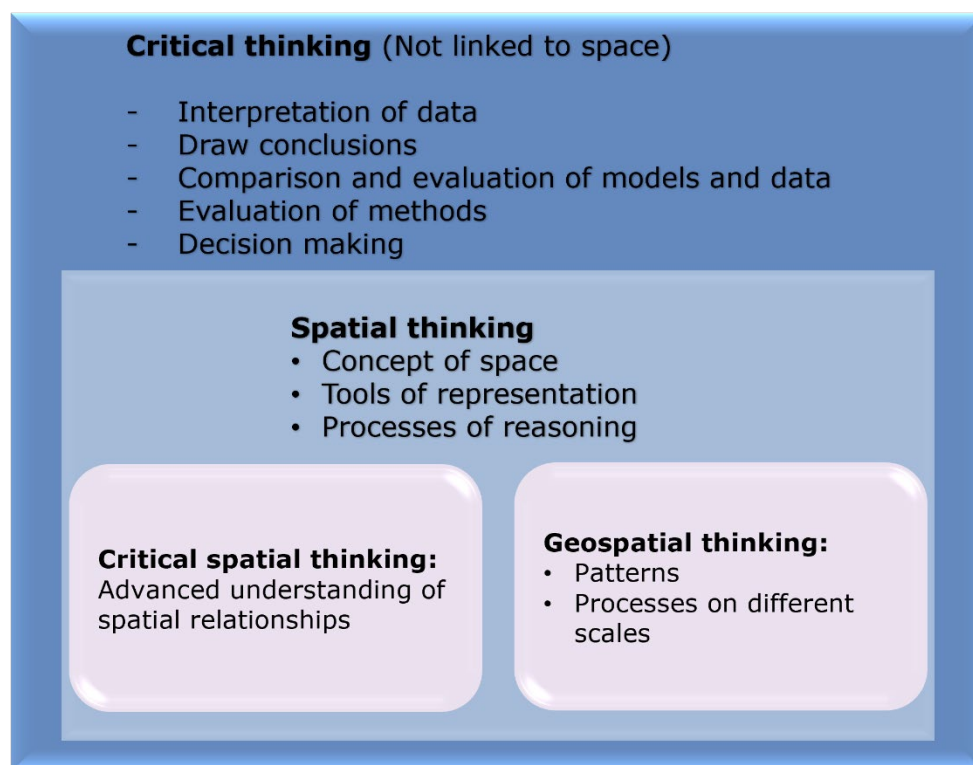 Critical thinking (Not linked to space)
- Interpretation of data
- Draw conclusions
- Comparison and evaluation of models and data
- Evaluation of methods
- Decision making
Spatial thinking
• Concept of space
• Tools of representation
• Processes of reasoning
Critical spatial thinking:
Advanced understanding of
spatial relationships
Geospatial thinking:
• Patterns
• Processes on different
scales